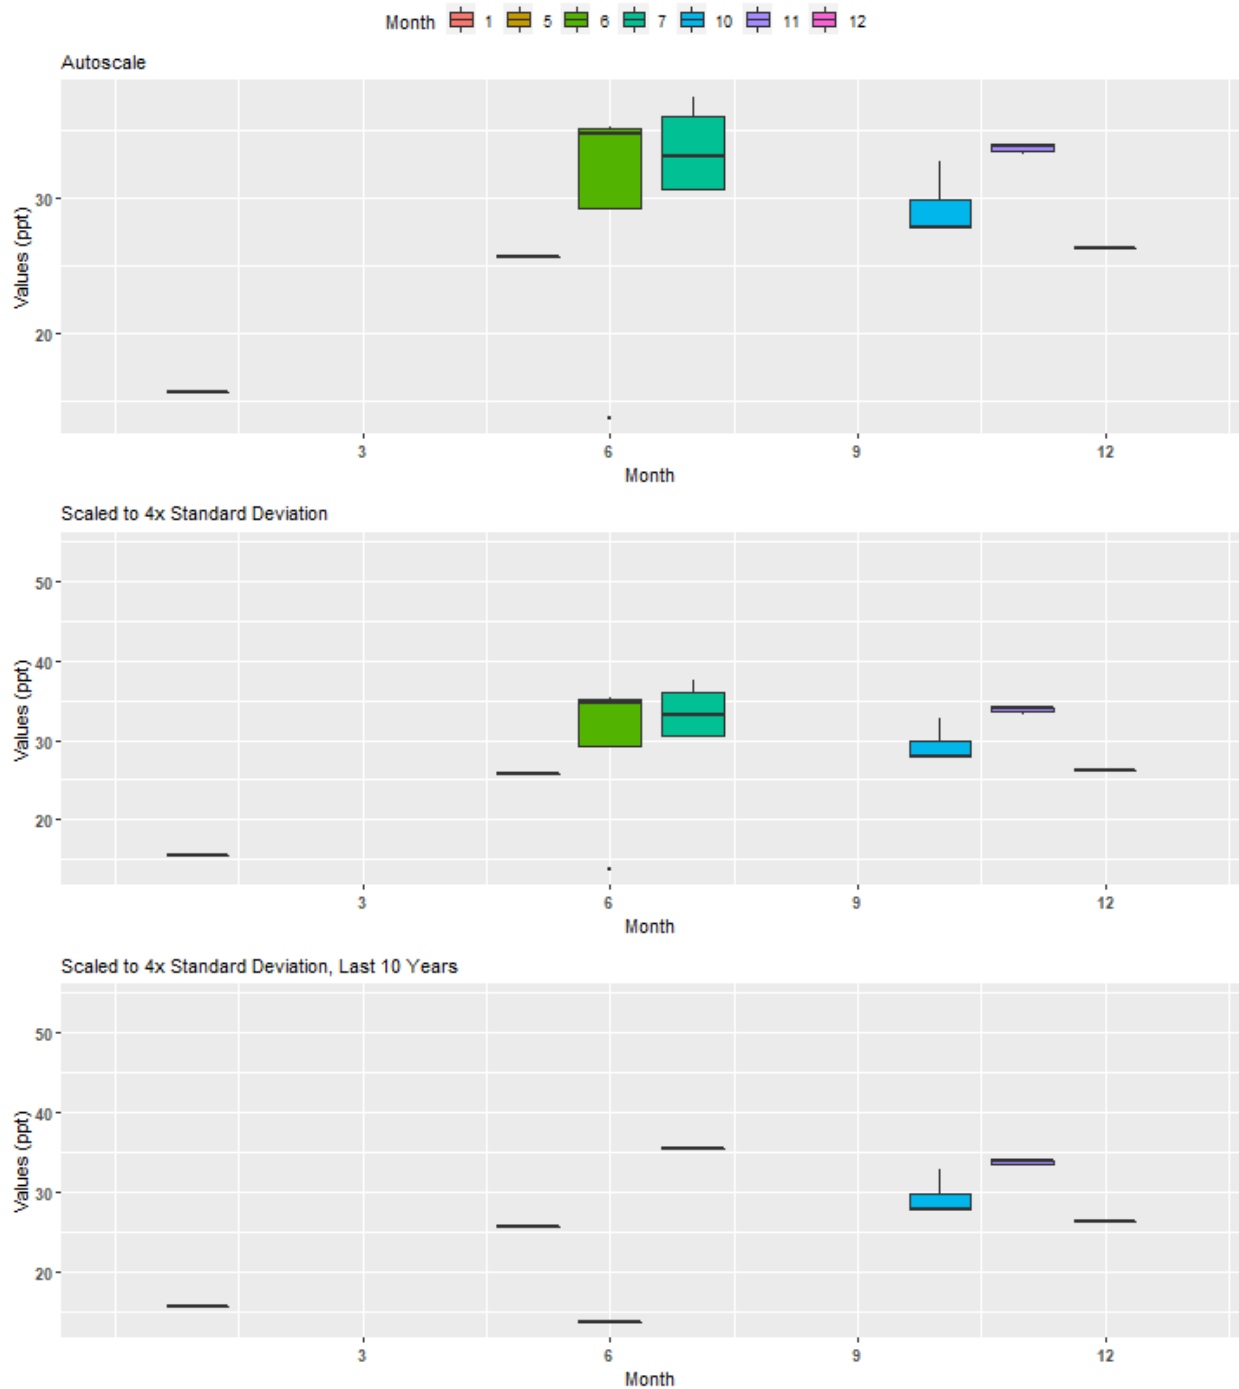 Month 1 5 6 7 10 11 12
Autoscale
Values (ppt)
30
20
3 6 9 12
Month
Scaled to 4x Standard Deviation
Values (ppt)
50
40
30
20
3 6 9 12
Month
Scaled to 4x Standard Deviation, Last 10 Years
Values (ppt)
50
40
30
20
3 6 9 12
Month